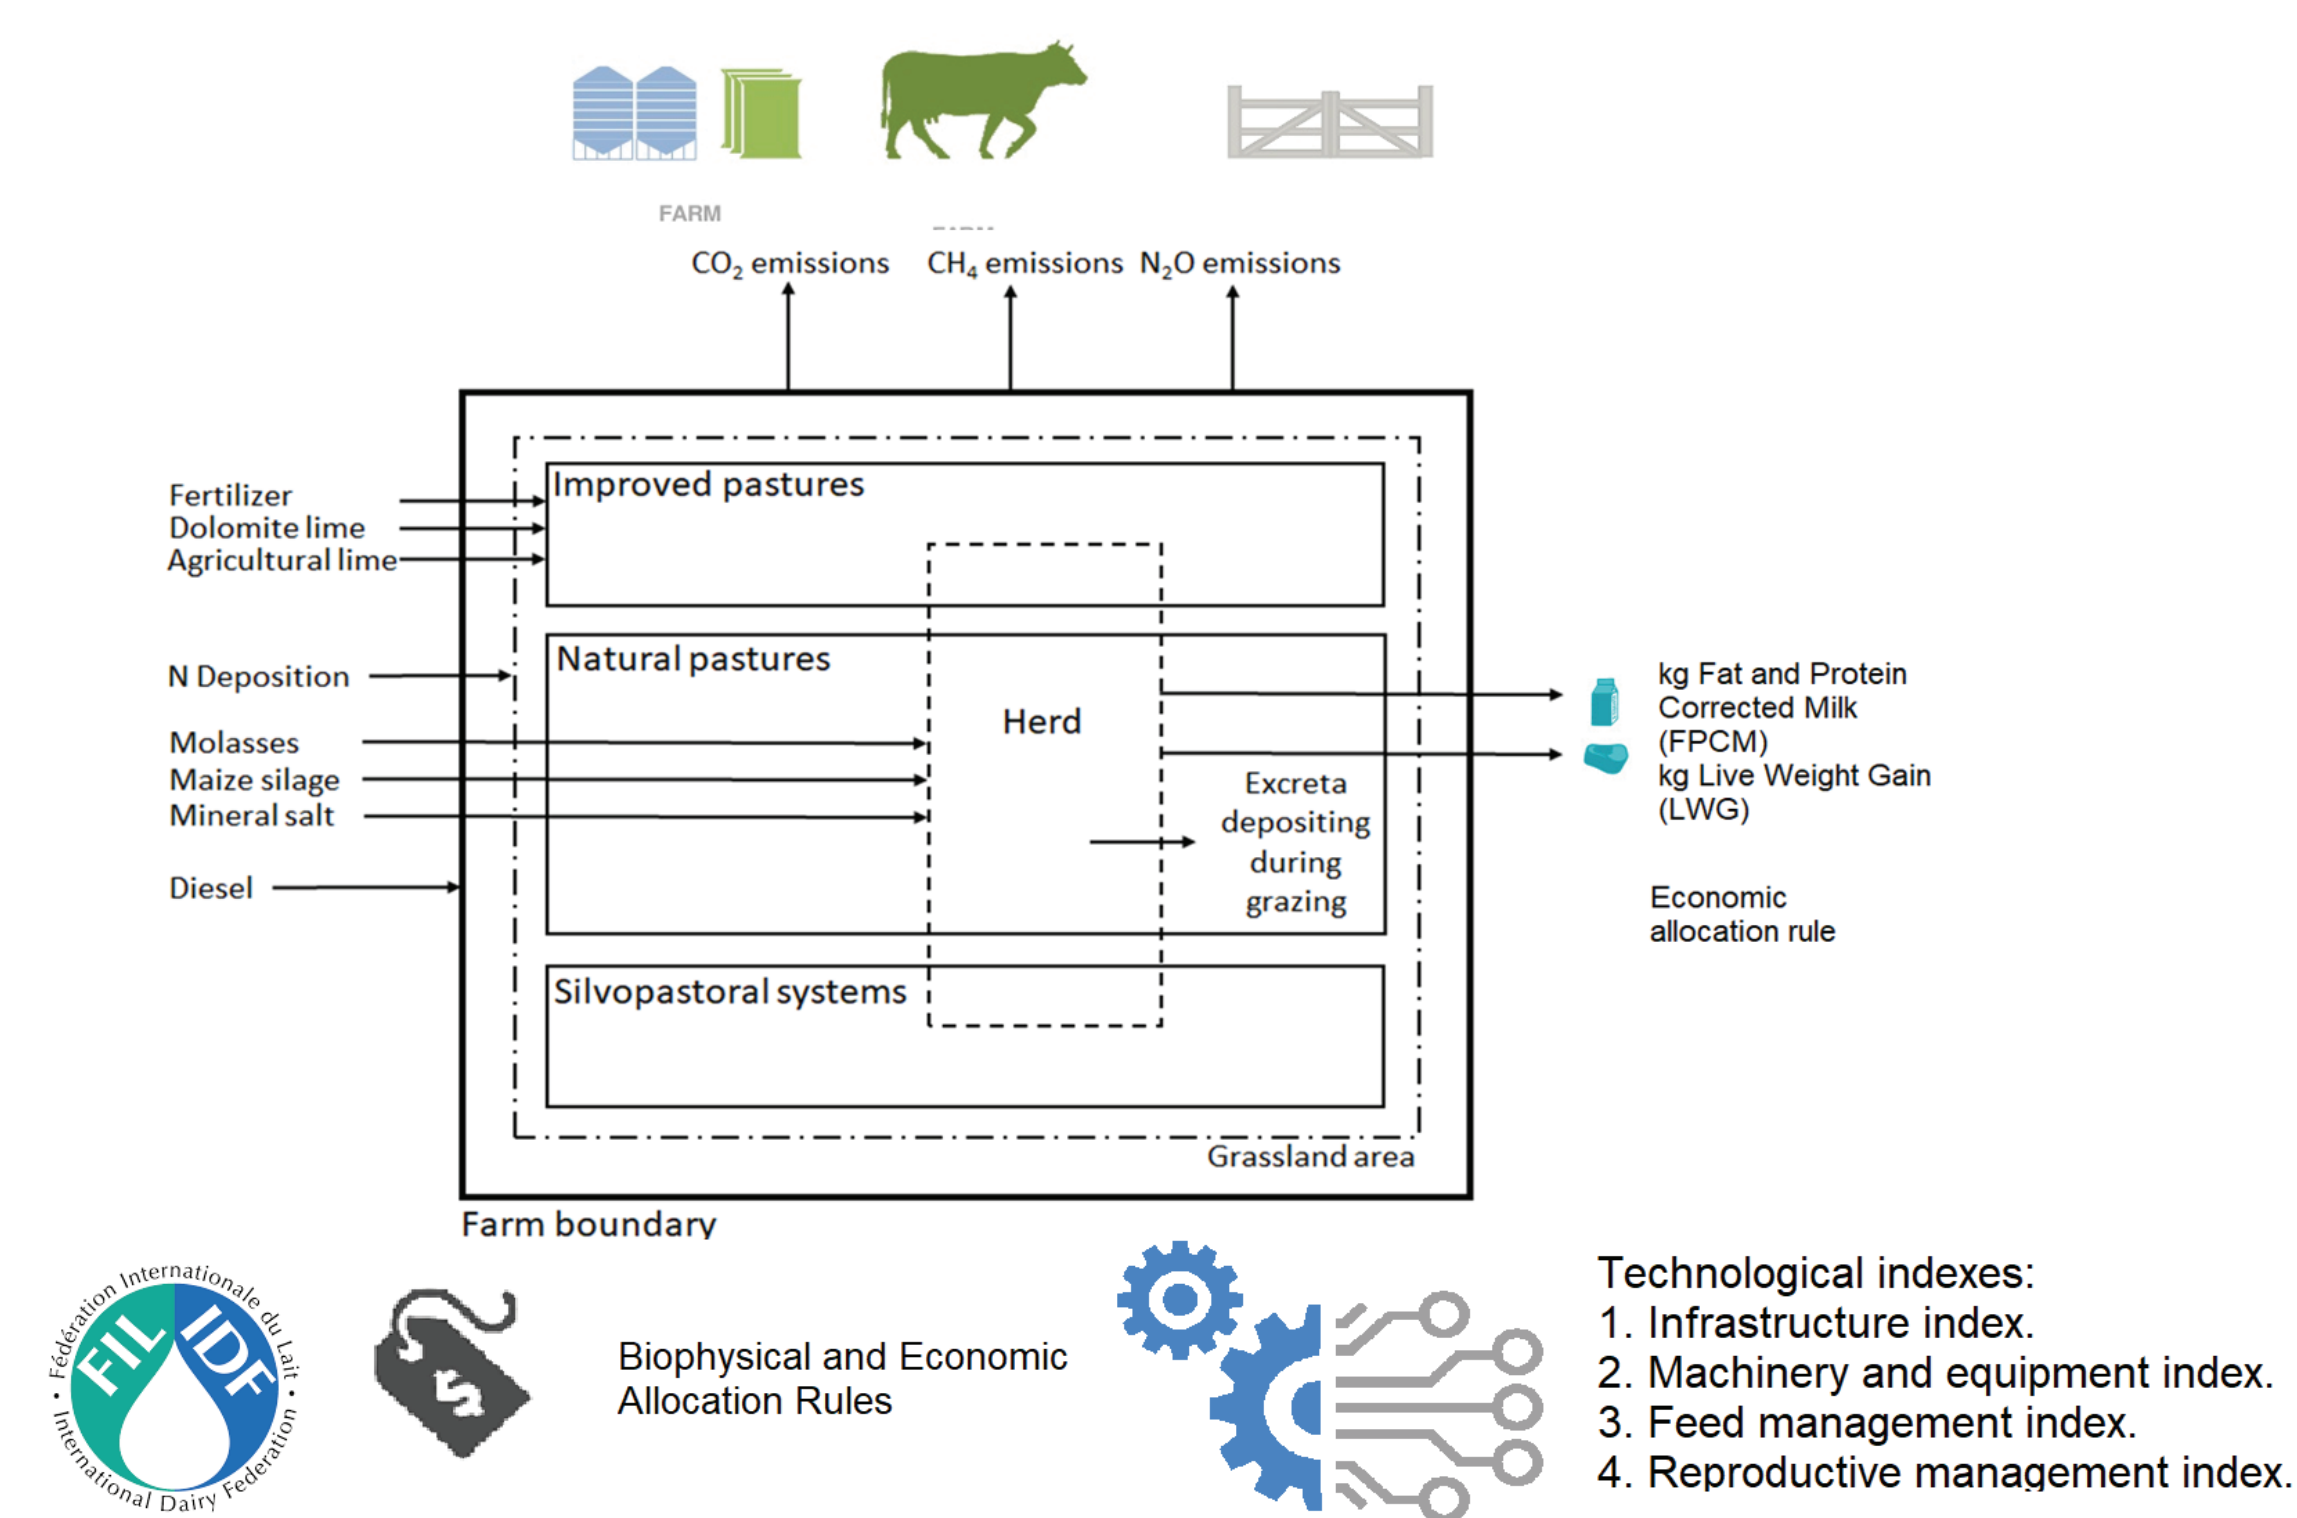 FARM
CO₂ emissions
CH₄ emissions
N₂O emissions
Fertilizer
Dolomite lime
Agricultural lime
N Deposition
Molasses
Maize silage
Mineral salt
Diesel
Improved pastures
Natural pastures
Herd
Excreta
depositing
during
grazing
Silvopastoral systems
Grassland area
Farm boundary
kg Fat and Protein
Corrected Milk
(FPCM)
kg Live Weight Gain
(LWG)
Economic
allocation rule
Fédération Internationale du Lait
FIL IDF
International Dairy Federation
$
Biophysical and Economic
Allocation Rules
Technological indexes:
1. Infrastructure index.
2. Machinery and equipment index.
3. Feed management index.
4. Reproductive management index.